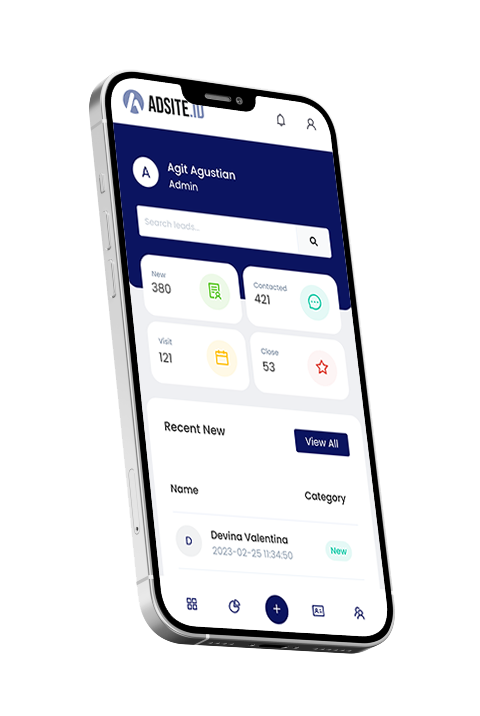 ADSITE.ID
A
Agit Agustian
Admin
Search leads...
New
380
Contacted
421
Visit
121
Close
53
Recent New
View All
Name
Category
D
Devina Valentina
2023-02-25 11:34:50
New